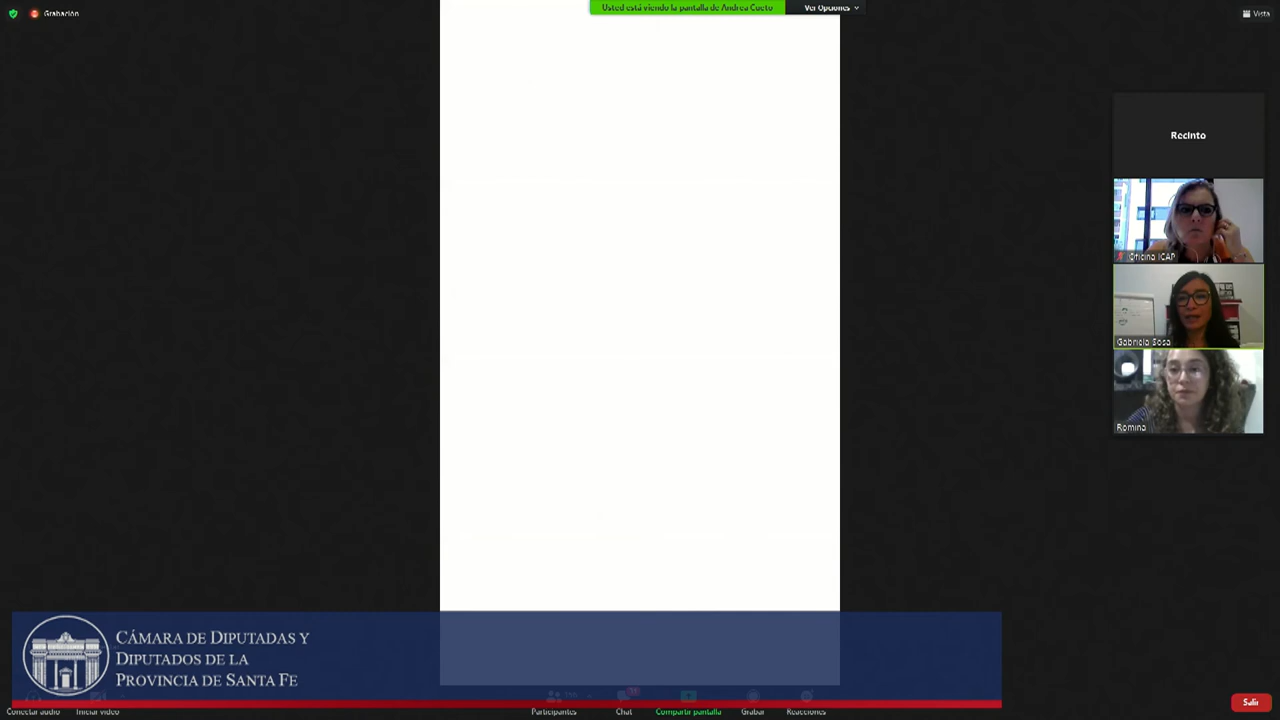 Grabación
Usted está viendo la pantalla de Andrea Cueto
Ver Opciones
Vista
Recinto
Oficina ICAP
Gabriela Sosa
Romina
CÁMARA DE DIPUTADAS Y
DIPUTADOS DE LA
PROVINCIA DE SANTA FE
Conectar audio
Iniciar video
Participantes
Chat
Compartir pantalla
Grabar
Reacciones
Salir